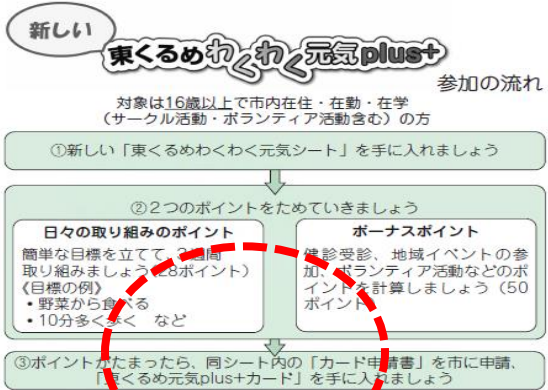 新しい
東くるめわくわく元気plus+
参加の流れ
対象は16歳以上で市内在住・在勤・在学
（サークル活動・ボランティア活動含む）の方
①新しい「東くるめわくわく元気シート」を手に入れましょう
②2つのポイントをためていきましょう
日々の取り組みのポイント
簡単な目標を立てて、3週間
取り組みましょう（28ポイント）
《目標の例》
・野菜から食べる
・10分多く歩く など
ボーナスポイント
健診受診、地域イベントの参
加、ボランティア活動などのポ
イントを計算しましょう（50
ポイント）
③ポイントがたまったら、同シート内の「カード申請書」を市に申請、
「東くるめ元気plus+カード」を手に入れましょう